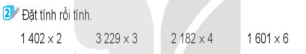 2 Đặt tính rồi tính.
1 402 × 2 3 229 × 3 2 182 × 4 1 601 × 6